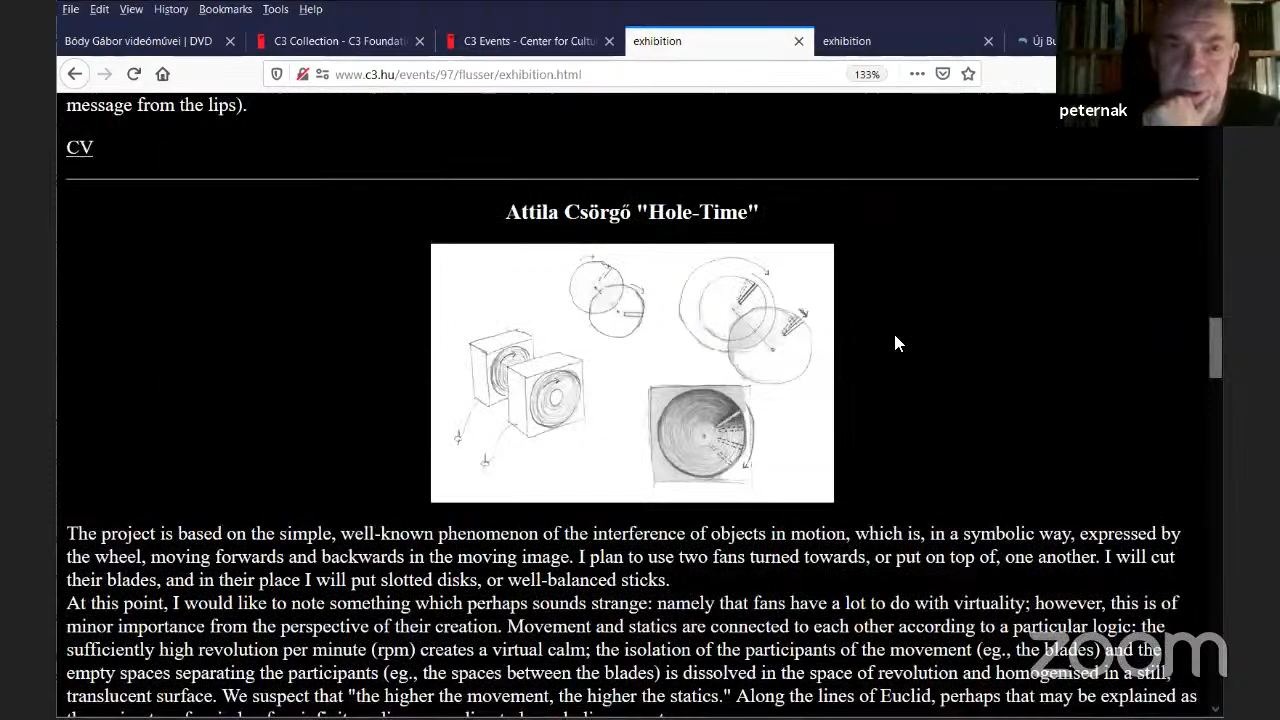 File Edit View History Bookmarks Tools Help
Bódy Gábor videóművei | DVD
C3 Collection - C3 Foundati
C3 Events - Center for Cultu
exhibition
exhibition
Új Bu
www.c3.hu/events/97/flusser/exhibition.html
133%
peternak
message from the lips).
CV
Attila Csörgő "Hole-Time"
The project is based on the simple, well-known phenomenon of the interference of objects in motion, which is, in a symbolic way, expressed by
the wheel, moving forwards and backwards in the moving image. I plan to use two fans turned towards, or put on top of, one another. I will cut
their blades, and in their place I will put slotted disks, or well-balanced sticks.
At this point, I would like to note something which perhaps sounds strange: namely that fans have a lot to do with virtuality; however, this is of
minor importance from the perspective of their creation. Movement and statics are connected to each other according to a particular logic: the
sufficiently high revolution per minute (rpm) creates a virtual calm; the isolation of the participants of the movement (eg., the blades) and the
empty spaces separating the participants (eg., the spaces between the blades) is dissolved in the space of revolution and homogenised in a still,
translucent surface. We suspect that "the higher the movement, the higher the statics." Along the lines of Euclid, perhaps that may be explained as
zoom